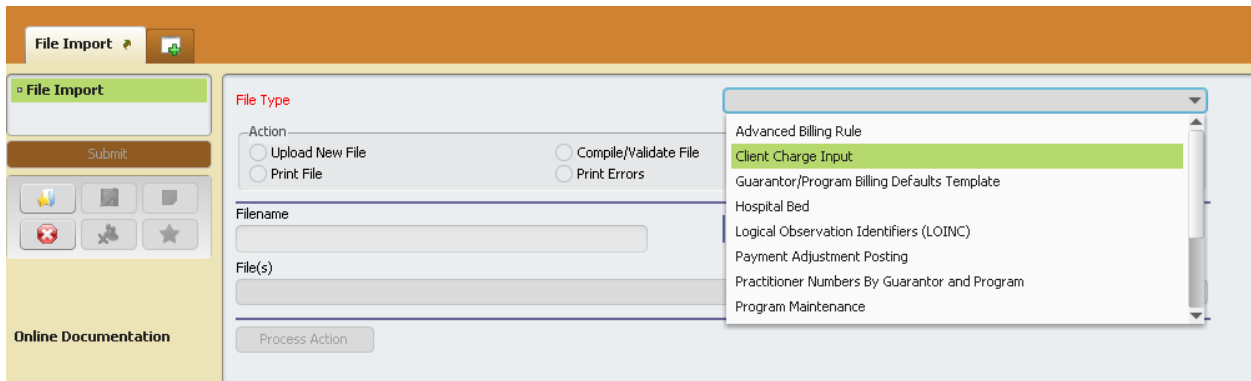 File Import
File Import
Submit
Online Documentation
File Type
Action
Upload New File
Compile/Validate File
Print File
Print Errors
Filename
File(s)
Process Action
Advanced Billing Rule
Client Charge Input
Guarantor/Program Billing Defaults Template
Hospital Bed
Logical Observation Identifiers (LOINC)
Payment Adjustment Posting
Practitioner Numbers By Guarantor and Program
Program Maintenance